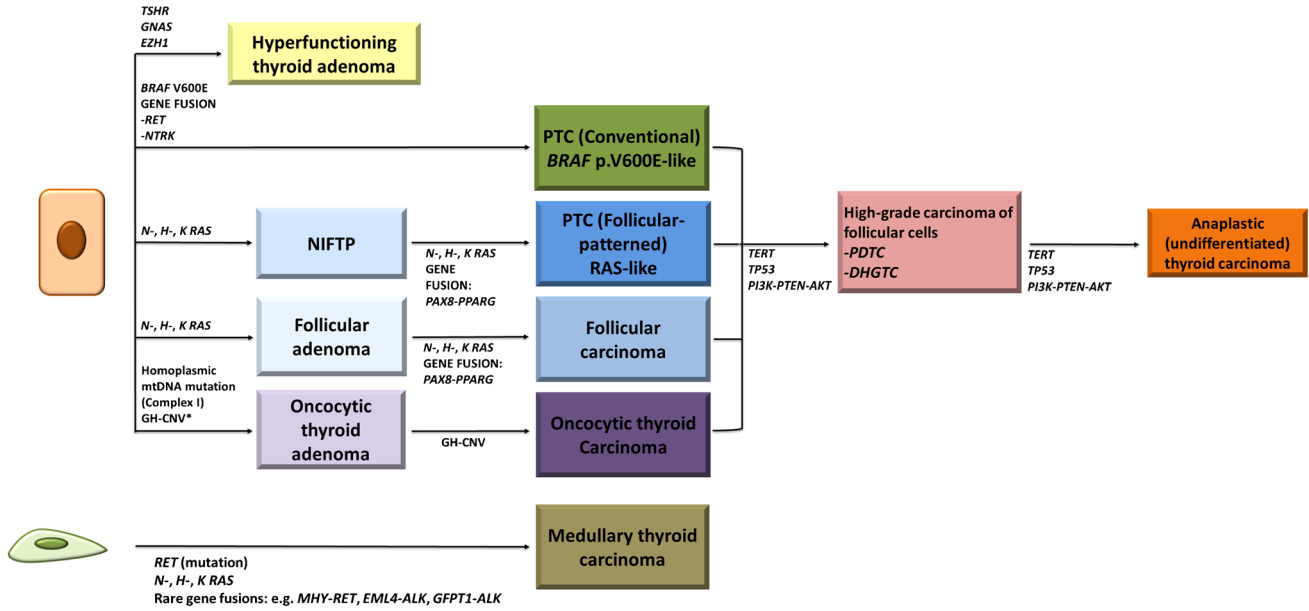 TSHR
GNAS
EZH1
Hyperfunctioning
thyroid adenoma
BRAF V600E
GENE FUSION
-RET
-NTRK
PTC (Conventional)
BRAF p.V600E-like
N-, H-, K RAS
NIFTP
N-, H-, K RAS
GENE
FUSION:
PAX8-PPARG
PTC (Follicular-
patterned)
RAS-like
TERT
TP53
PI3K-PTEN-AKT
High-grade carcinoma of
follicular cells
-PDTC
-DHGTC
TERT
TP53
PI3K-PTEN-AKT
Anaplastic
(undifferentiated)
thyroid carcinoma
N-, H-, K RAS
Follicular
adenoma
N-, H-, K RAS
GENE FUSION:
PAX8-PPARG
Follicular
carcinoma
Homoplasmic
mtDNA mutation
(Complex I)
GH-CNV*
Oncocytic
thyroid
adenoma
GH-CNV
Oncocytic thyroid
Carcinoma
Medullary thyroid
carcinoma
RET (mutation)
N-, H-, K RAS
Rare gene fusions: e.g. MHY-RET, EML4-ALK, GFPT1-ALK